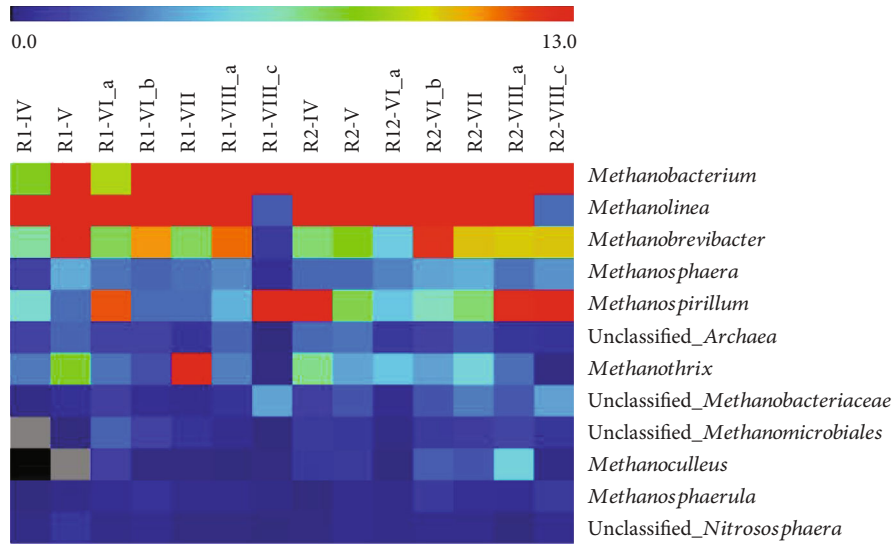 0.0 13.0
R1-IV
R1-V
R1-VI_a
R1-VI_b
R1-VII
R1-VIII_a
R1-VIII_c
R2-IV
R2-V
R12-VI_a
R2-VI_b
R2-VII
R2-VIII_a
R2-VIII_c
Methanobacterium
Methanolinea
Methanobrevibacter
Methanosphaera
Methanospirillum
Unclassified_Archaea
Methanothrix
Unclassified_Methanobacteriaceae
Unclassified_Methanomicrobiales
Methanoculleus
Methanosphaerula
Unclassified_Nitrososphaera